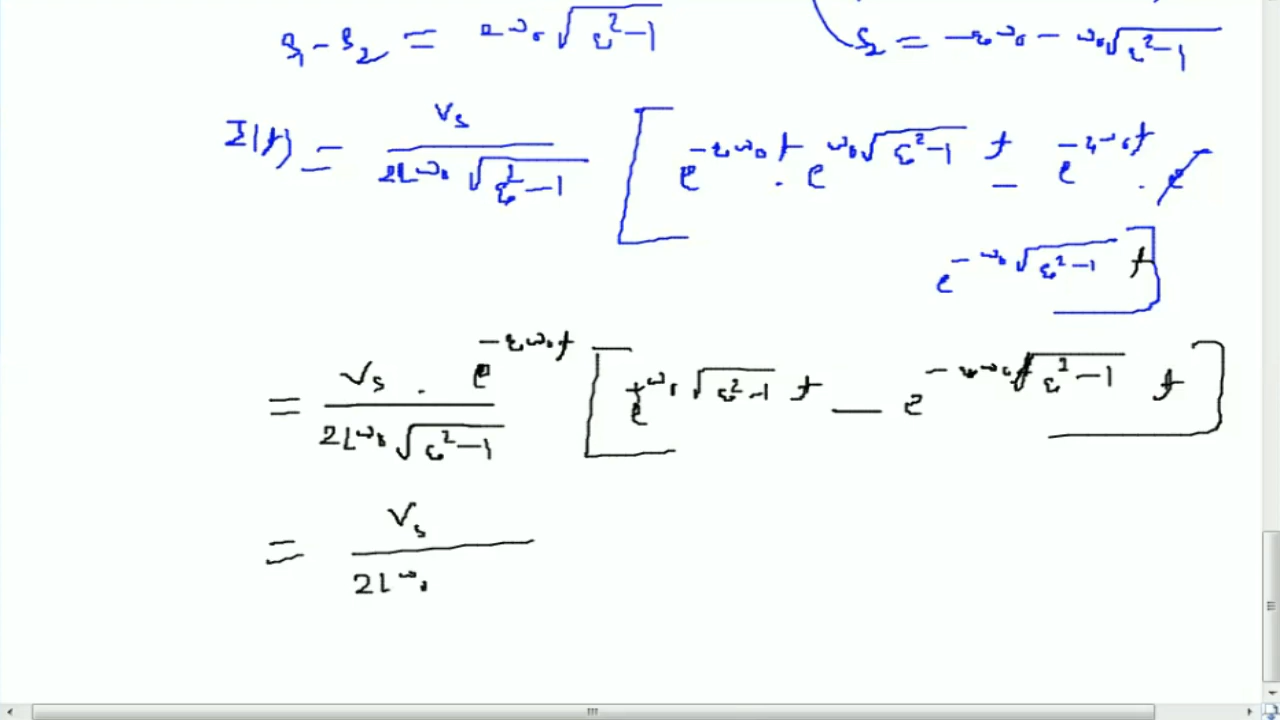 s₁ - s₂ = 2ω₀ √(ξ²-1)
s₂ = -ξω₀ - ω₀√(ξ²-1)
I(t) = Vs / 2Lω₀ √(ξ²-1) [ e^(-ξω₀t) . e^(ω₀√(ξ²-1) t) - e^(-ξω₀t) .
e^(-ω₀√(ξ²-1) t) ]
= Vs . e^(-ξω₀t) / 2Lω₀ √(ξ²-1) [ e^(ω₀√(ξ²-1) t) - e^(-ω₀√(ξ²-1) t) ]
= Vs / 2Lω₀